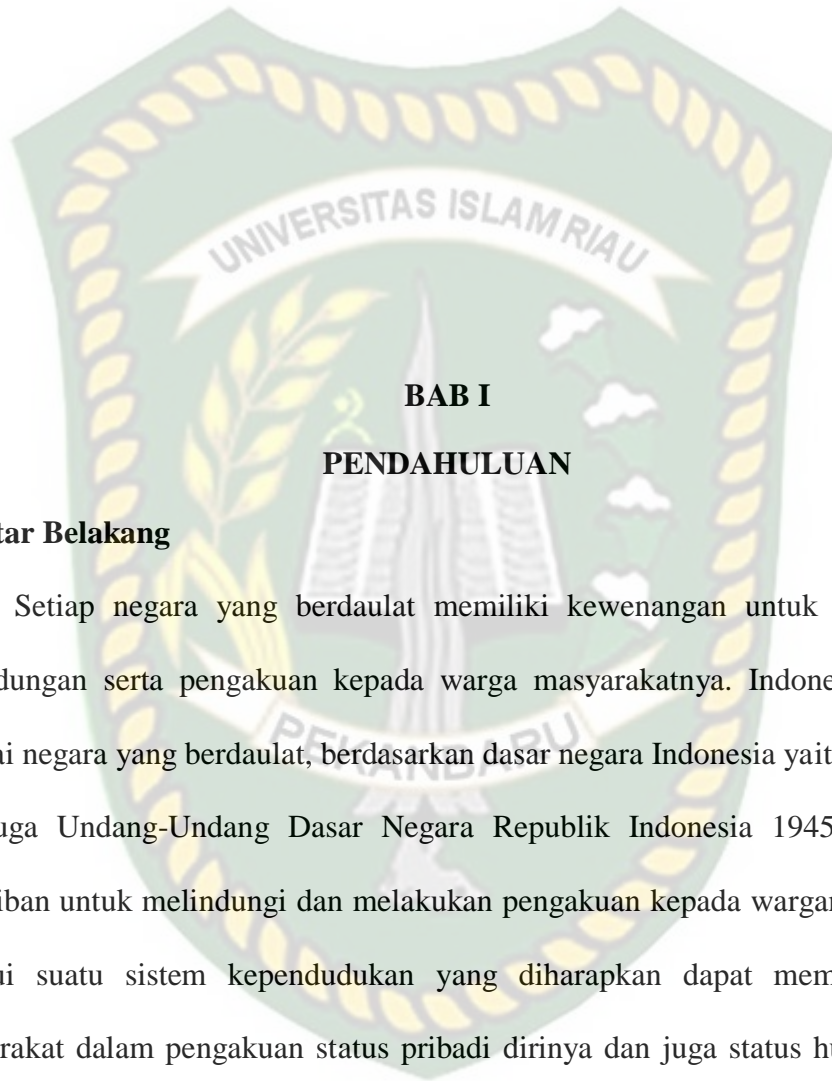 UNIVERSITAS ISLAM RIAU
BAB I
PENDAHULUAN
tar Belakang
Setiap negara yang berdaulat memiliki kewenangan untuk
dungan serta pengakuan kepada warga masyarakatnya. Indone
ai negara yang berdaulat, berdasarkan dasar negara Indonesia yait
uga Undang-Undang Dasar Negara Republik Indonesia 1945
PEKANBARU
iban untuk melindungi dan melakukan pengakuan kepada wargan
ui suatu sistem kependudukan yang diharapkan dapat mem
rakat dalam pengakuan status pribadi dirinya dan juga status hu